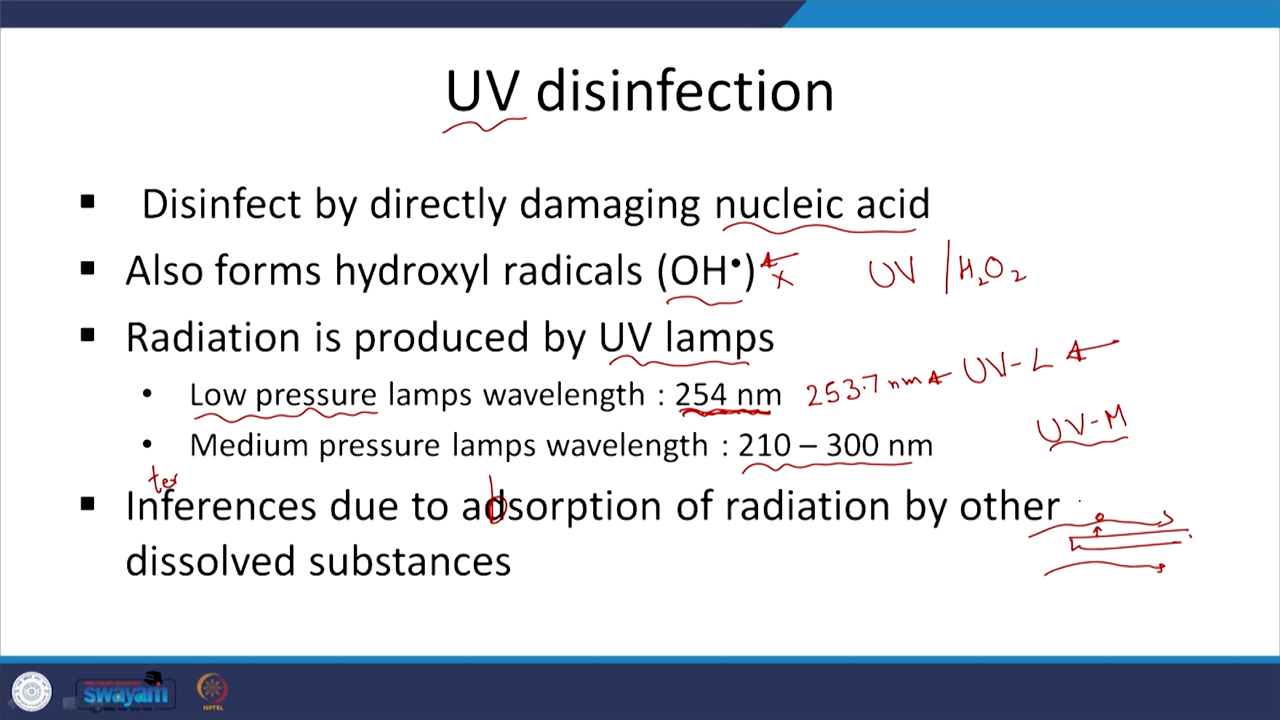 UV disinfection
Disinfect by directly damaging nucleic acid
Also forms hydroxyl radicals (OH•) x UV / H2O2
Radiation is produced by UV lamps
Low pressure lamps wavelength : 254 nm 253.7 nm UV-L
Medium pressure lamps wavelength : 210 – 300 nm UV-M
ter
Inferences due to adsorption of radiation by other
b
dissolved substances
swayam
NPTEL